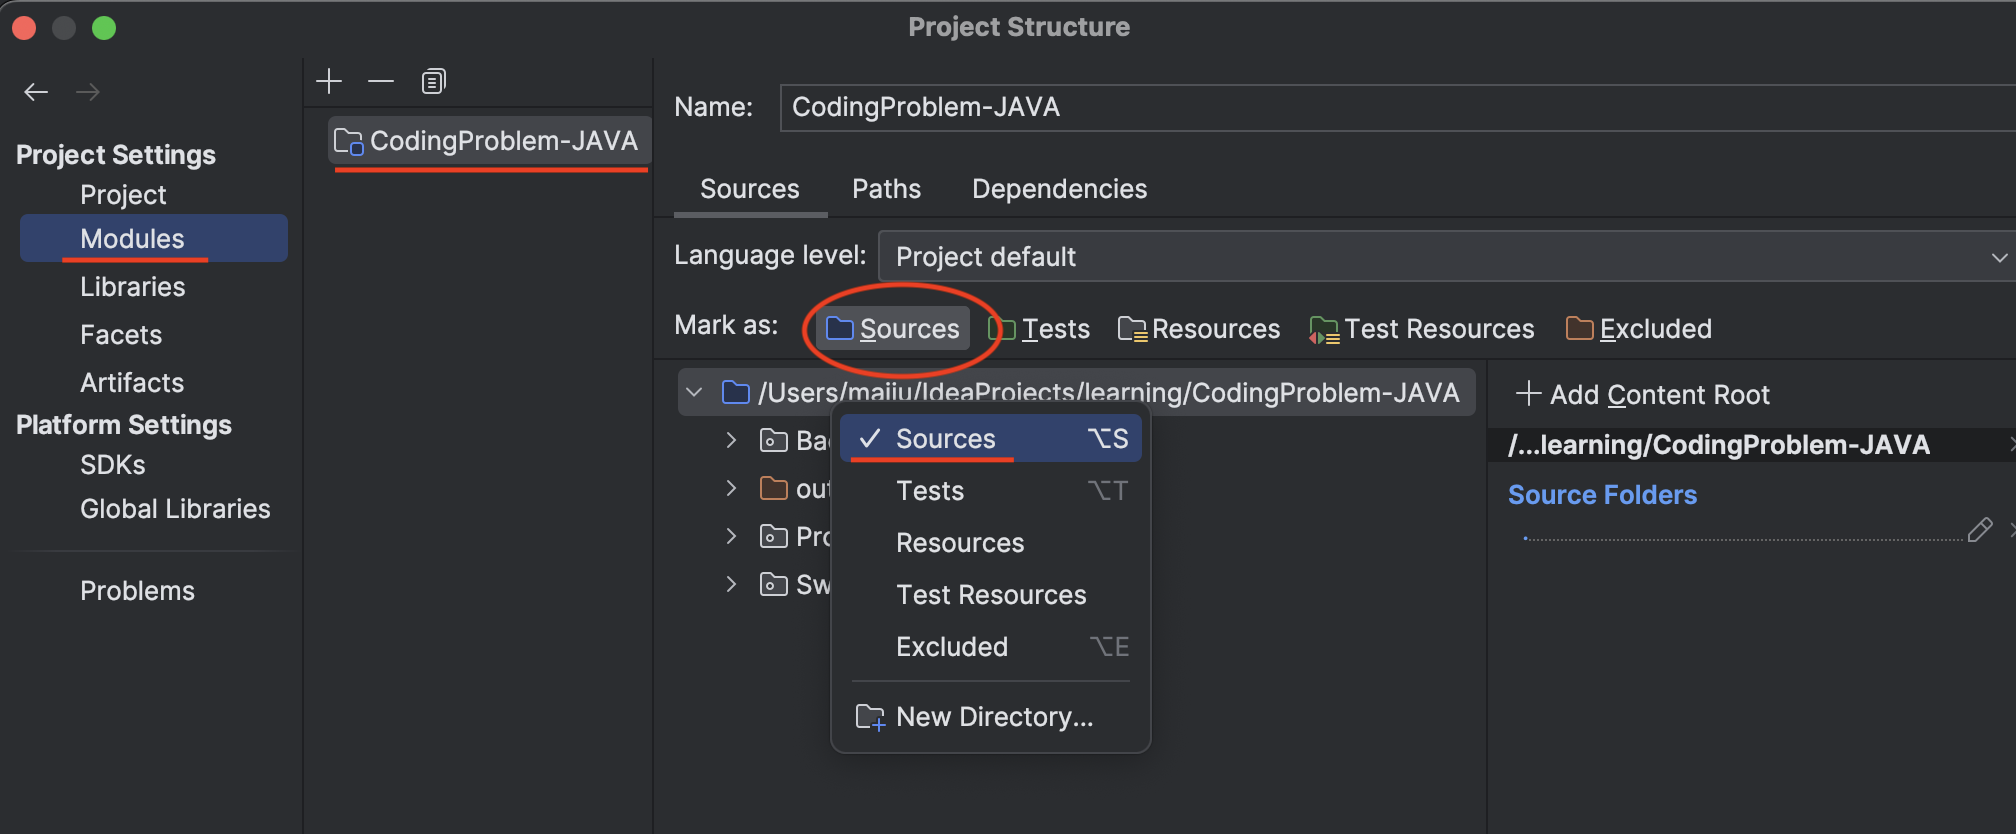 Project Structure
Project Settings
Project
Modules
Libraries
Facets
Artifacts
Platform Settings
SDKs
Global Libraries
Problems
CodingProblem-JAVA
Name: CodingProblem-JAVA
Sources Paths Dependencies
Language level: Project default
Mark as: Sources Tests Resources Test Resources Excluded
/Users/maiju/IdeaProjects/learning/CodingProblem-JAVA
Ba
out
Pro
Sw
Sources ⌥S
Tests ⌥T
Resources
Test Resources
Excluded ⌥E
New Directory...
Add Content Root
/...learning/CodingProblem-JAVA
Source Folders
.